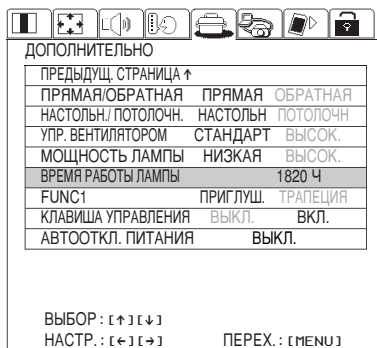 ДОПОЛНИТЕЛЬНО
ПРЕДЫДУЩ. СТРАНИЦА ↑
ПРЯМАЯ/ОБРАТНАЯ ПРЯМАЯ ОБРАТНАЯ
НАСТОЛЬН./ ПОТОЛОЧН. НАСТОЛЬН ПОТОЛОЧН
УПР. ВЕНТИЛЯТОРОМ СТАНДАРТ ВЫСОК.
МОЩНОСТЬ ЛАМПЫ НИЗКАЯ ВЫСОК.
ВРЕМЯ РАБОТЫ ЛАМПЫ 1820 Ч
FUNC1 ПРИГЛУШ. ТРАПЕЦИЯ
КЛАВИША УПРАВЛЕНИЯ ВЫКЛ. ВКЛ.
АВТООТКЛ. ПИТАНИЯ ВЫКЛ.
ВЫБОР : [↑][↓]
НАСТР. : [←][→] ПЕРЕХ. : [MENU]